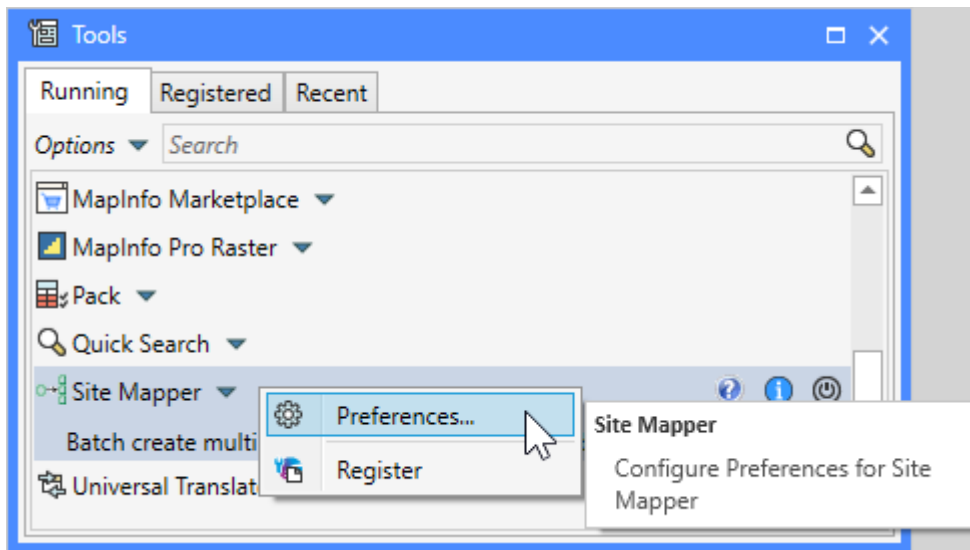 Tools
Running Registered Recent
Options Search
MapInfo Marketplace
MapInfo Pro Raster
Pack
Quick Search
Site Mapper
Preferences...
Site Mapper
Batch create multi
Register
Configure Preferences for Site
Mapper
Universal Translat